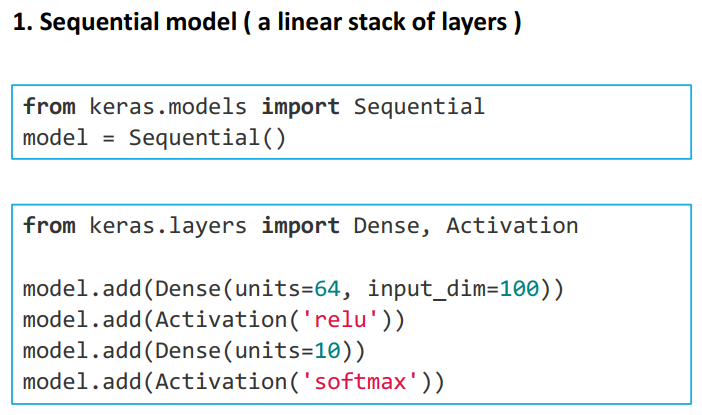 1. Sequential model ( a linear stack of layers )
from keras.models import Sequential
model = Sequential()
from keras.layers import Dense, Activation
model.add(Dense(units=64, input_dim=100))
model.add(Activation('relu'))
model.add(Dense(units=10))
model.add(Activation('softmax'))